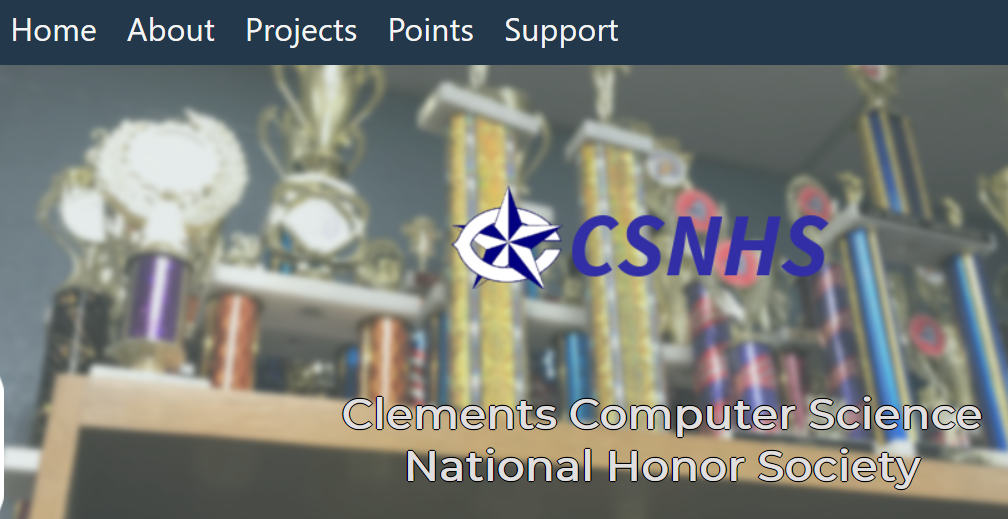 Home About Projects Points Support
CSNHS
Clements Computer Science
National Honor Society